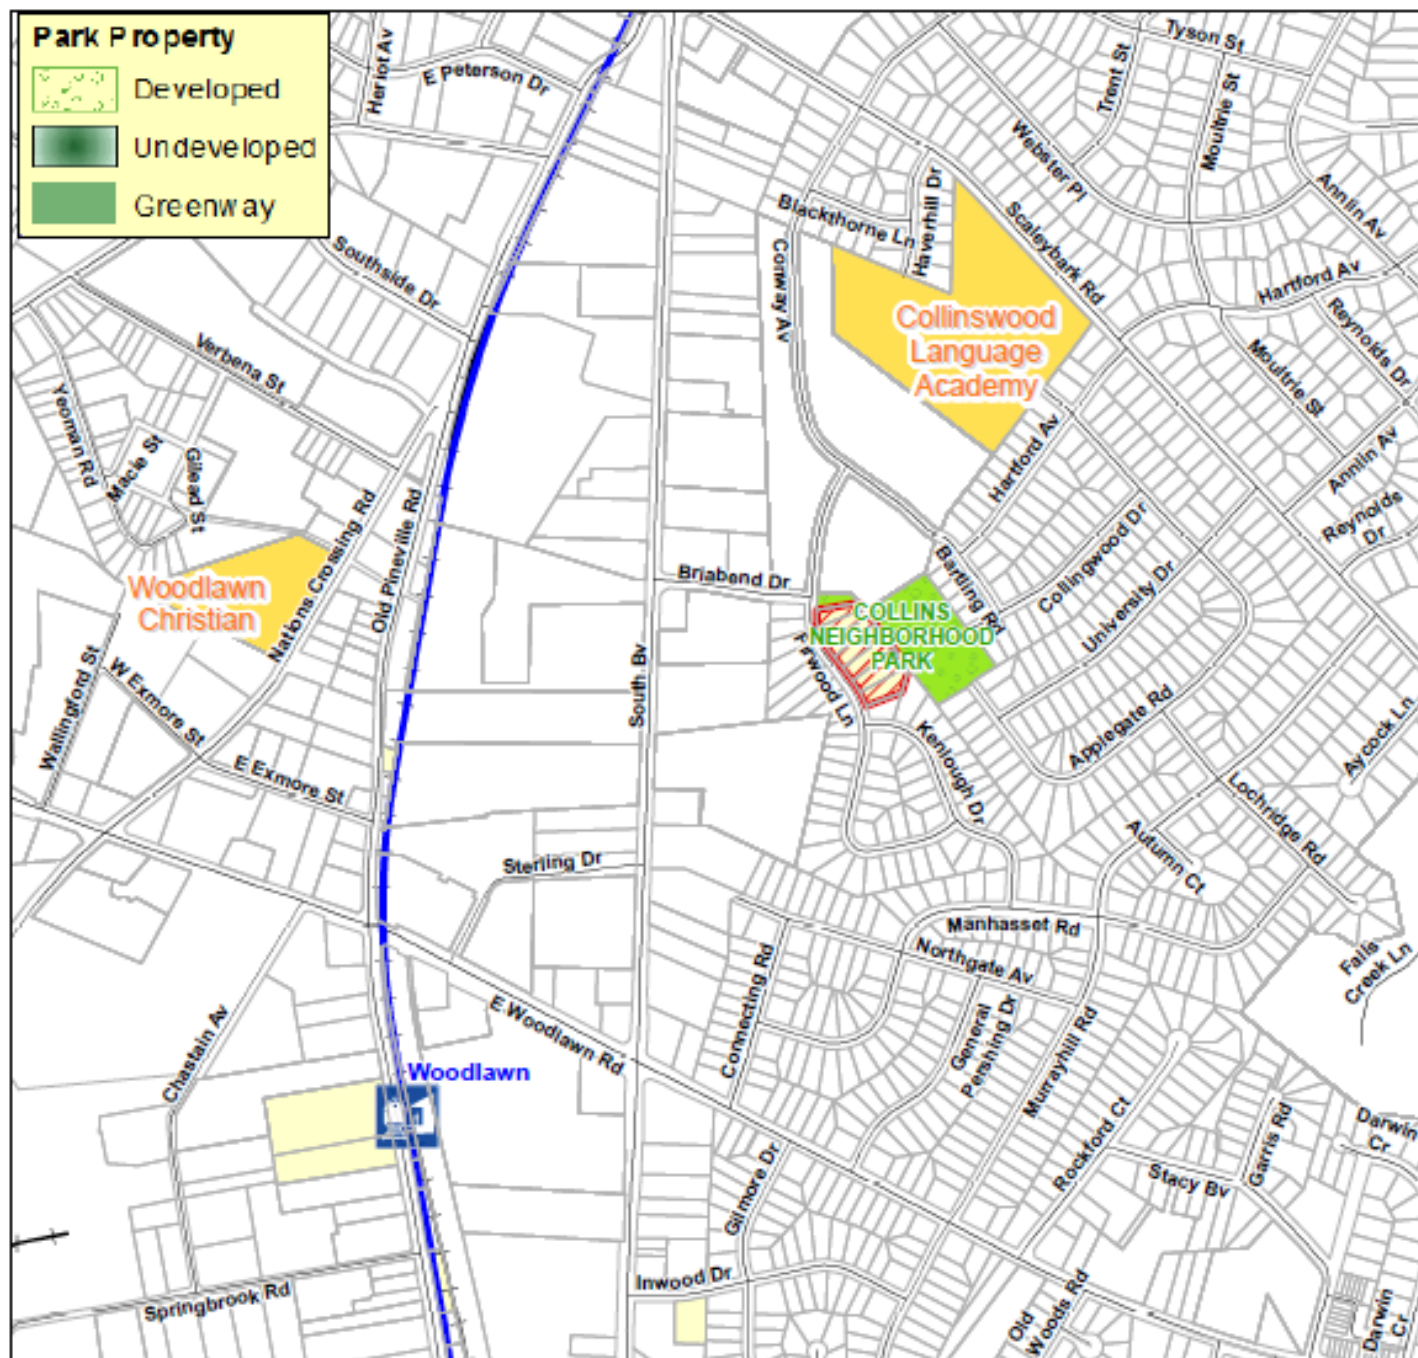 Park Property
Developed
Undeveloped
Greenway
Heriot Av
E Peterson Dr
Tyson St
Trent St
Moultrie St
Webster Pl
Annlin Av
Haverhill Dr
Blackthorne Ln
Scaleybark Rd
Conway Av
Hartford Av
Reynolds Dr
Southside Dr
Collinswood
Language
Academy
Moultrie St
Verbena St
Yeoman Rd
Macie St
Gilead St
Hartford Av
Annlin Av
Reynolds
Dr
Nations Crossing Rd
Old Pineville Rd
Woodlawn
Christian
Briabend Dr
Bartling Rd
Collingwood Dr
University Dr
COLLINS
NEIGHBORHOOD
PARK
South Bv
Wallingford St
W Exmore St
E Exmore St
Kenlough Dr
Applegate Rd
Aycock Ln
Lochridge Rd
Autumn Ct
Sterling Dr
Manhasset Rd
Northgate Av
Falls
Creek Ln
Connecting Rd
General
Pershing Dr
Murrayhill Rd
E Woodlawn Rd
Chastain Av
Woodlawn
Rockford Ct
Garris Rd
Darwin
Cr
Stacy Bv
Gilmore Dr
Inwood Dr
Springbrook Rd
Old
Woods Rd
Darwin
Cr